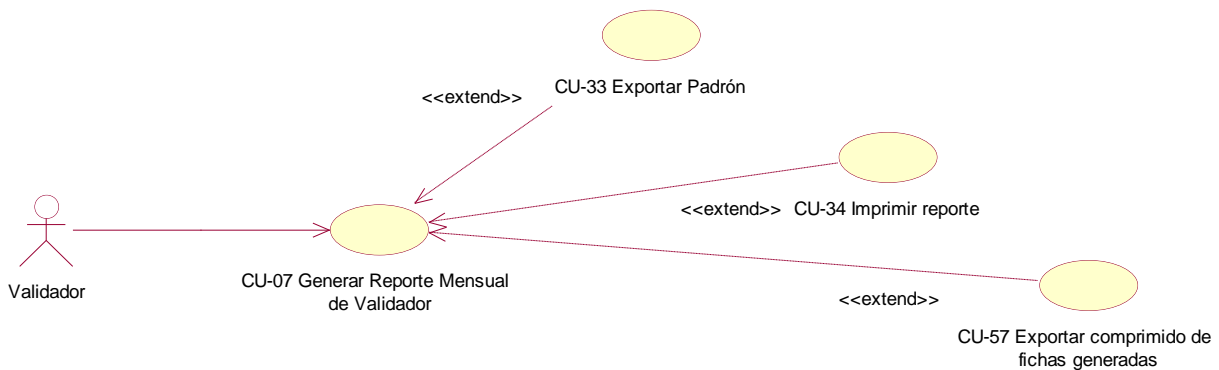 CU-33 Exportar Padrón
<<extend>>
<<extend>>
CU-34 Imprimir reporte
Validador
CU-07 Generar Reporte Mensual
de Validador
<<extend>>
CU-57 Exportar comprimido de
fichas generadas